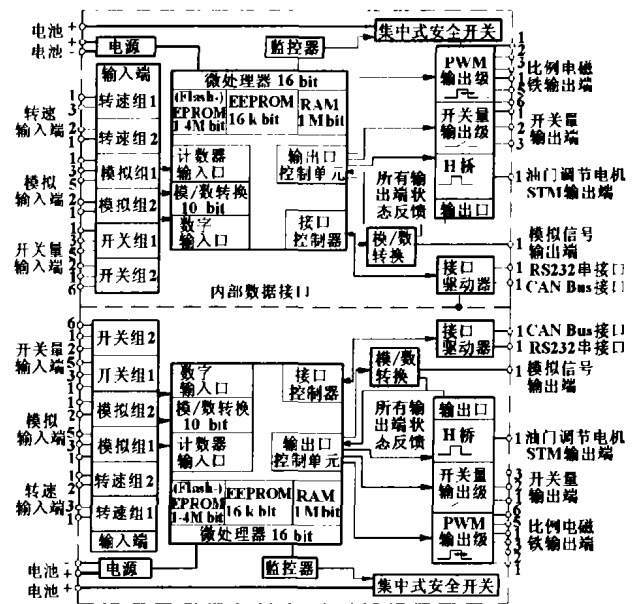 电池 +
电池 -
电源
监控器
集中式安全开关
输入端
转速组1
转速组2
模拟组1
模拟组2
开关组1
开关组2
转速
输入端
模拟
输入端
开关量
输入端
微处理器 16 bit
(Flash-)
EPROM
1-4M bit
EEPROM
16 k bit
RAM
1 M bit
计数器
输入口
模/数转换
10 bit
数字
输入口
输出口
控制单元
接口
控制器
所有输
出端状
态反馈
模/数
转换
PWM
输出级
开关量
输出级
H 桥
输出口
接口
驱动器
比例电磁
铁输出端
开关量
输出端
油门调节电机
STM输出端
模拟信号
输出端
RS232串接口
CAN Bus接口
内部数据接口
开关量
输入端
模拟
输入端
转速
输入端
开关组2
开关组1
模拟组2
模拟组1
转速组2
转速组1
输入端
数字
输入口
模/数转换
10 bit
计数器
输入口
(Flash-)
EPROM
1-4M bit
EEPROM
16 k bit
RAM
1 M bit
微处理器 16 bit
接口
控制器
输出口
控制单元
模/数
转换
所有输
出端状
态反馈
接口
驱动器
输出口
H 桥
开关量
输出级
PWM
输出级
CAN Bus接口
RS232串接口
模拟信号
输出端
油门调节电机
STM 输出端
开关量
输出端
比例电磁
铁输出端
电池 -
电池 +
电源
监控器
集中式安全开关